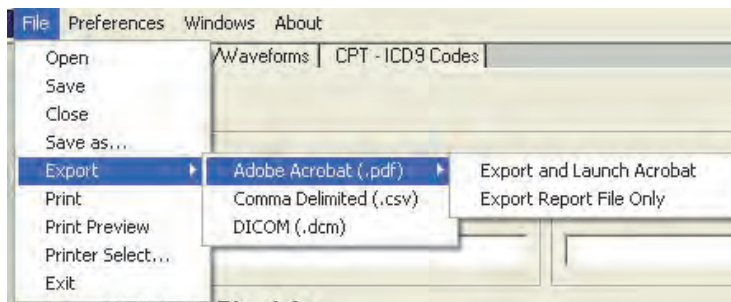 File Preferences Windows About
/Waveforms CPT - ICD9 Codes
Open
Save
Close
Save as...
Export Adobe Acrobat (.pdf) Export and Launch Acrobat
Print Comma Delimited (.csv) Export Report File Only
Print Preview DICOM (.dcm)
Printer Select...
Exit